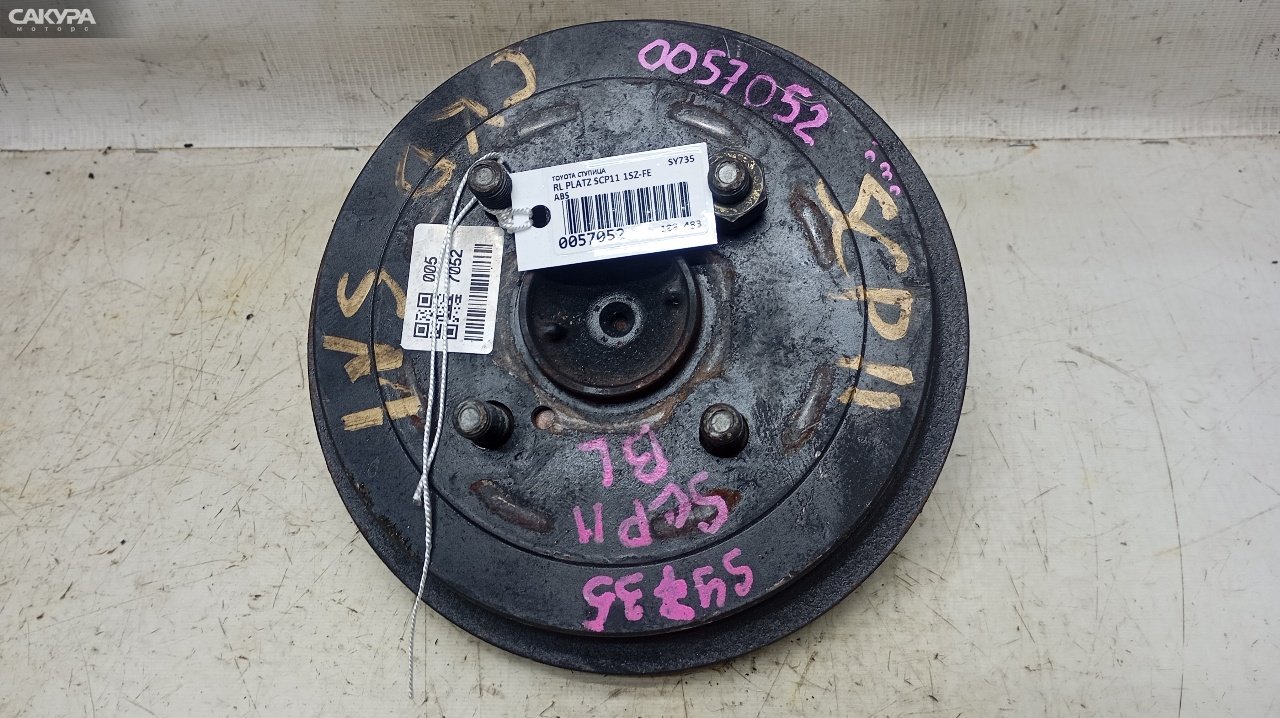 САКУРА
моторс
0057052
TOYOTA СТУПИЦА SY735
RL PLATZ SCP11 1SZ-FE
ABS
0057052
005
7052
SCP11
BL
SCP11
SY735